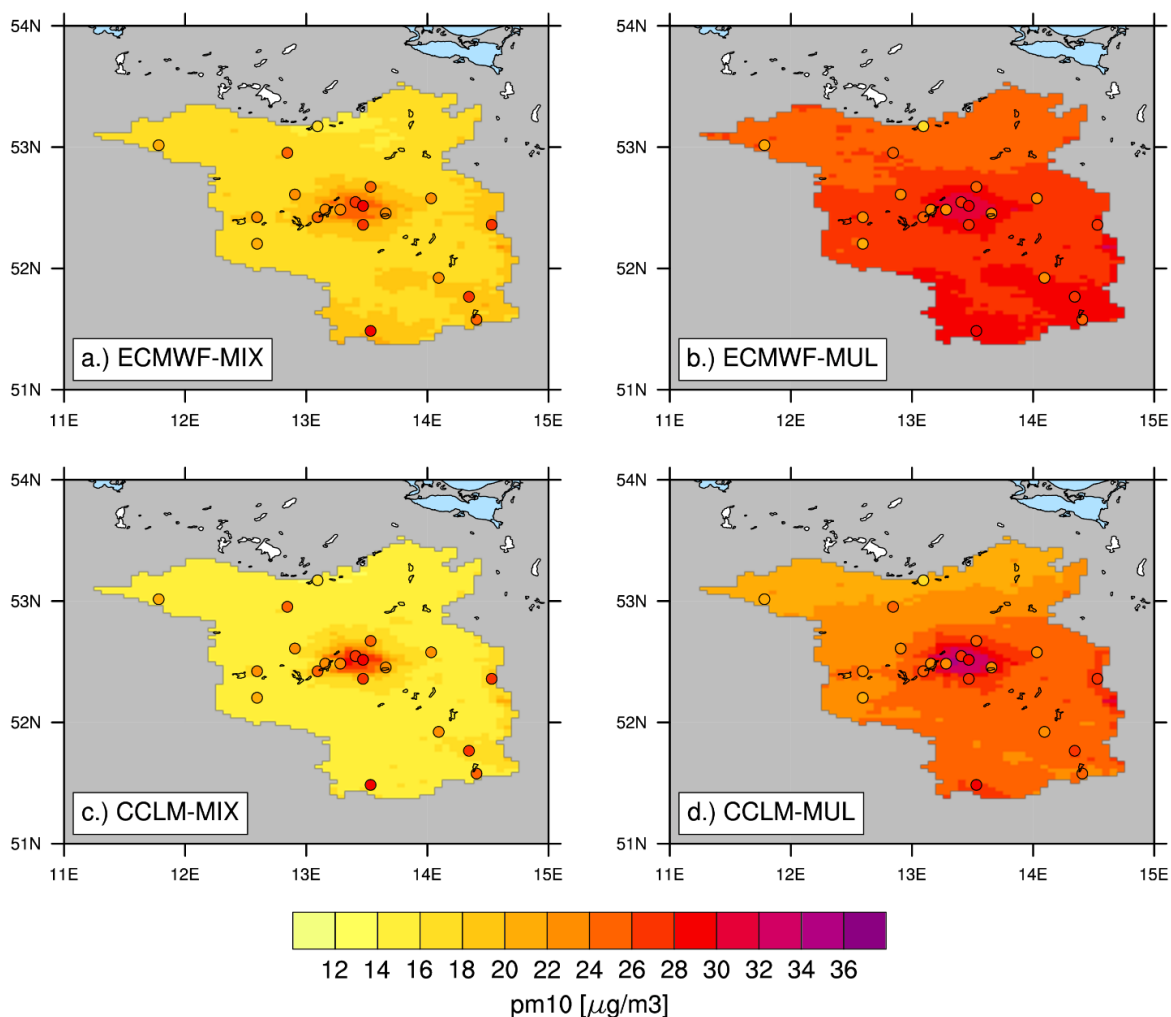 54N
54N
53N
53N
52N
52N
a.) ECMWF-MIX
b.) ECMWF-MUL
51N
51N
11E 12E 13E 14E 15E
11E 12E 13E 14E 15E
54N
54N
53N
53N
52N
52N
c.) CCLM-MIX
d.) CCLM-MUL
51N
51N
11E 12E 13E 14E 15E
11E 12E 13E 14E 15E
12 14 16 18 20 22 24 26 28 30 32 34 36
pm10 [μg/m3]